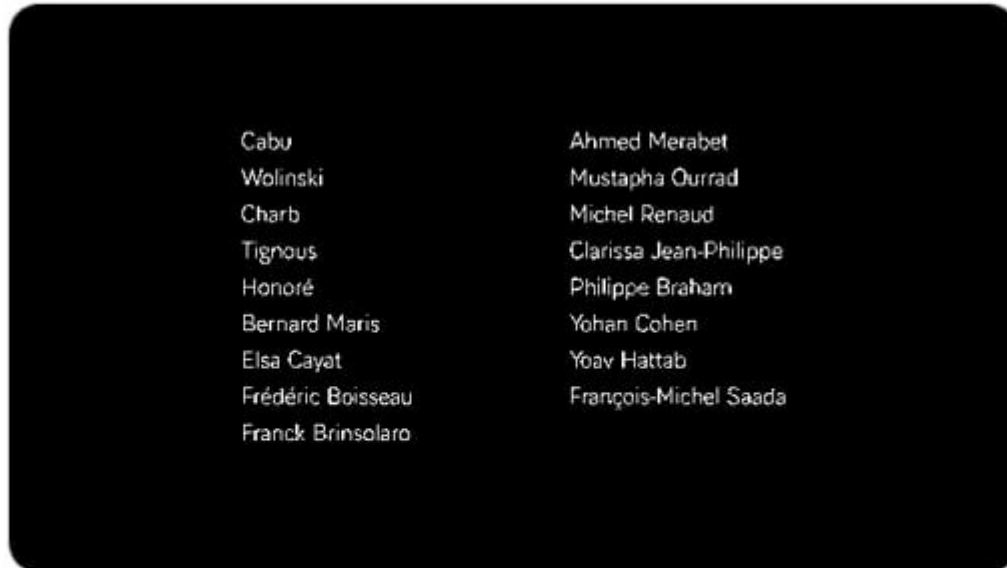 Cabu
Wolinski
Charb
Tignous
Honoré
Bernard Maris
Elsa Cayat
Frédéric Boisseau
Franck Brinsolaro
Ahmed Merabet
Mustapha Ourrad
Michel Renaud
Clarissa Jean-Philippe
Philippe Braham
Yohan Cohen
Yoav Hattab
François-Michel Saada